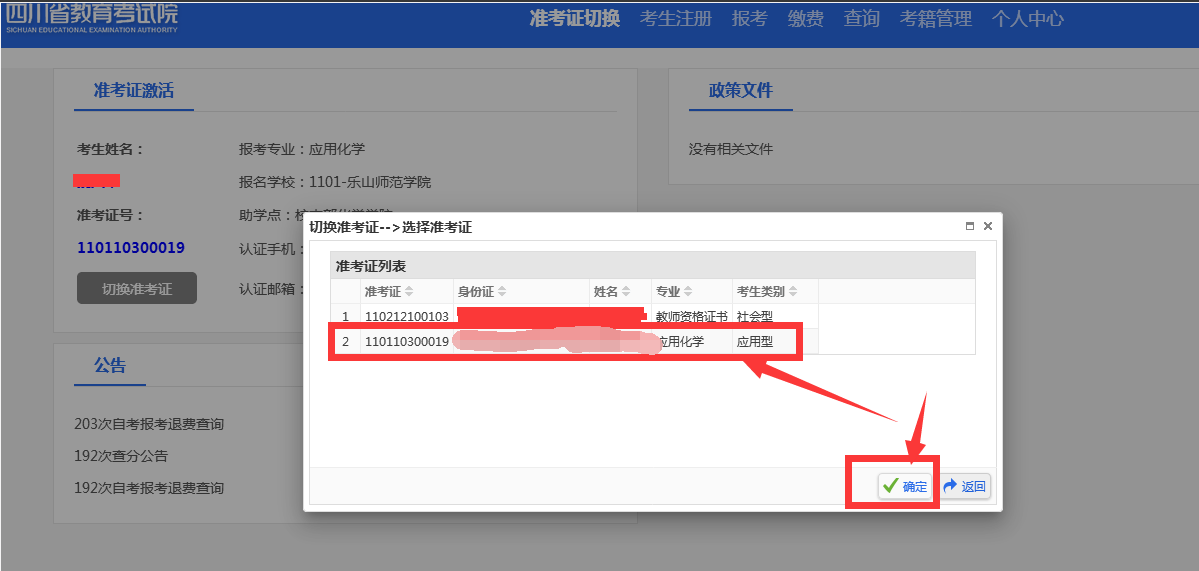 四川省教育考试院
SICHUAN EDUCATIONAL EXAMINATION AUTHORITY
准考证切换 考生注册 报考 缴费 查询 考籍管理 个人中心
准考证激活
考生姓名：
报考专业：应用化学
报名学校：1101-乐山师范学院
准考证号：
助学点：
110110300019
认证手机：
切换准考证
认证邮箱：
政策文件
没有相关文件
公告
203次自考报考退费查询
192次查分公告
192次自考报考退费查询
切换准考证-->选择准考证
准考证列表
准考证 身份证 姓名 专业 考生类别
1 110212100103 教师资格证书 社会型
2 110110300019 应用化学 应用型
确定 返回